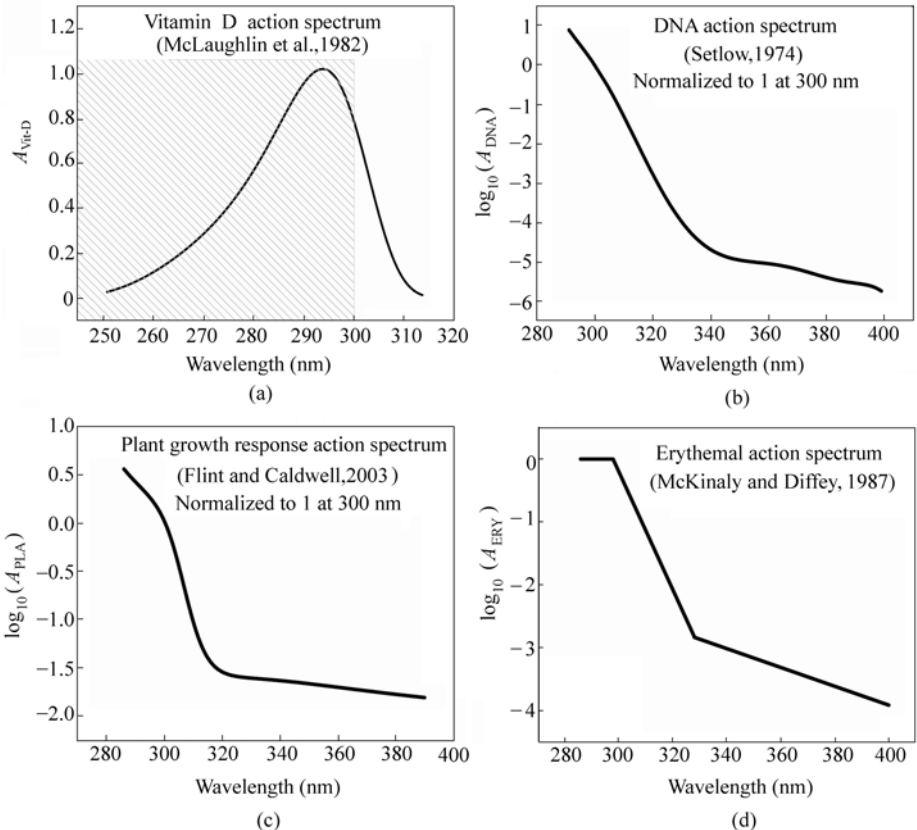 Vitamin D action spectrum
(McLaughlin et al.,1982)
1.2
1.0
0.8
0.6
0.4
0.2
0
A_Vit-D
250 260 270 280 290 300 310 320
Wavelength (nm)
(a)
DNA action spectrum
(Setlow,1974)
Normalized to 1 at 300 nm
1
0
−1
−2
−3
−4
−5
−6
log10(A_DNA)
280 300 320 340 360 380 400
Wavelength (nm)
(b)
Plant growth response action spectrum
(Flint and Caldwell,2003)
Normalized to 1 at 300 nm
1.0
0.5
0.0
−0.5
−1.0
−1.5
−2.0
log10(A_PLA)
280 300 320 340 360 380 400
Wavelength (nm)
(c)
Erythemal action spectrum
(McKinaly and Diffey, 1987)
0
−1
−2
−3
−4
log10(A_ERY)
280 300 320 340 360 380 400
Wavelength (nm)
(d)